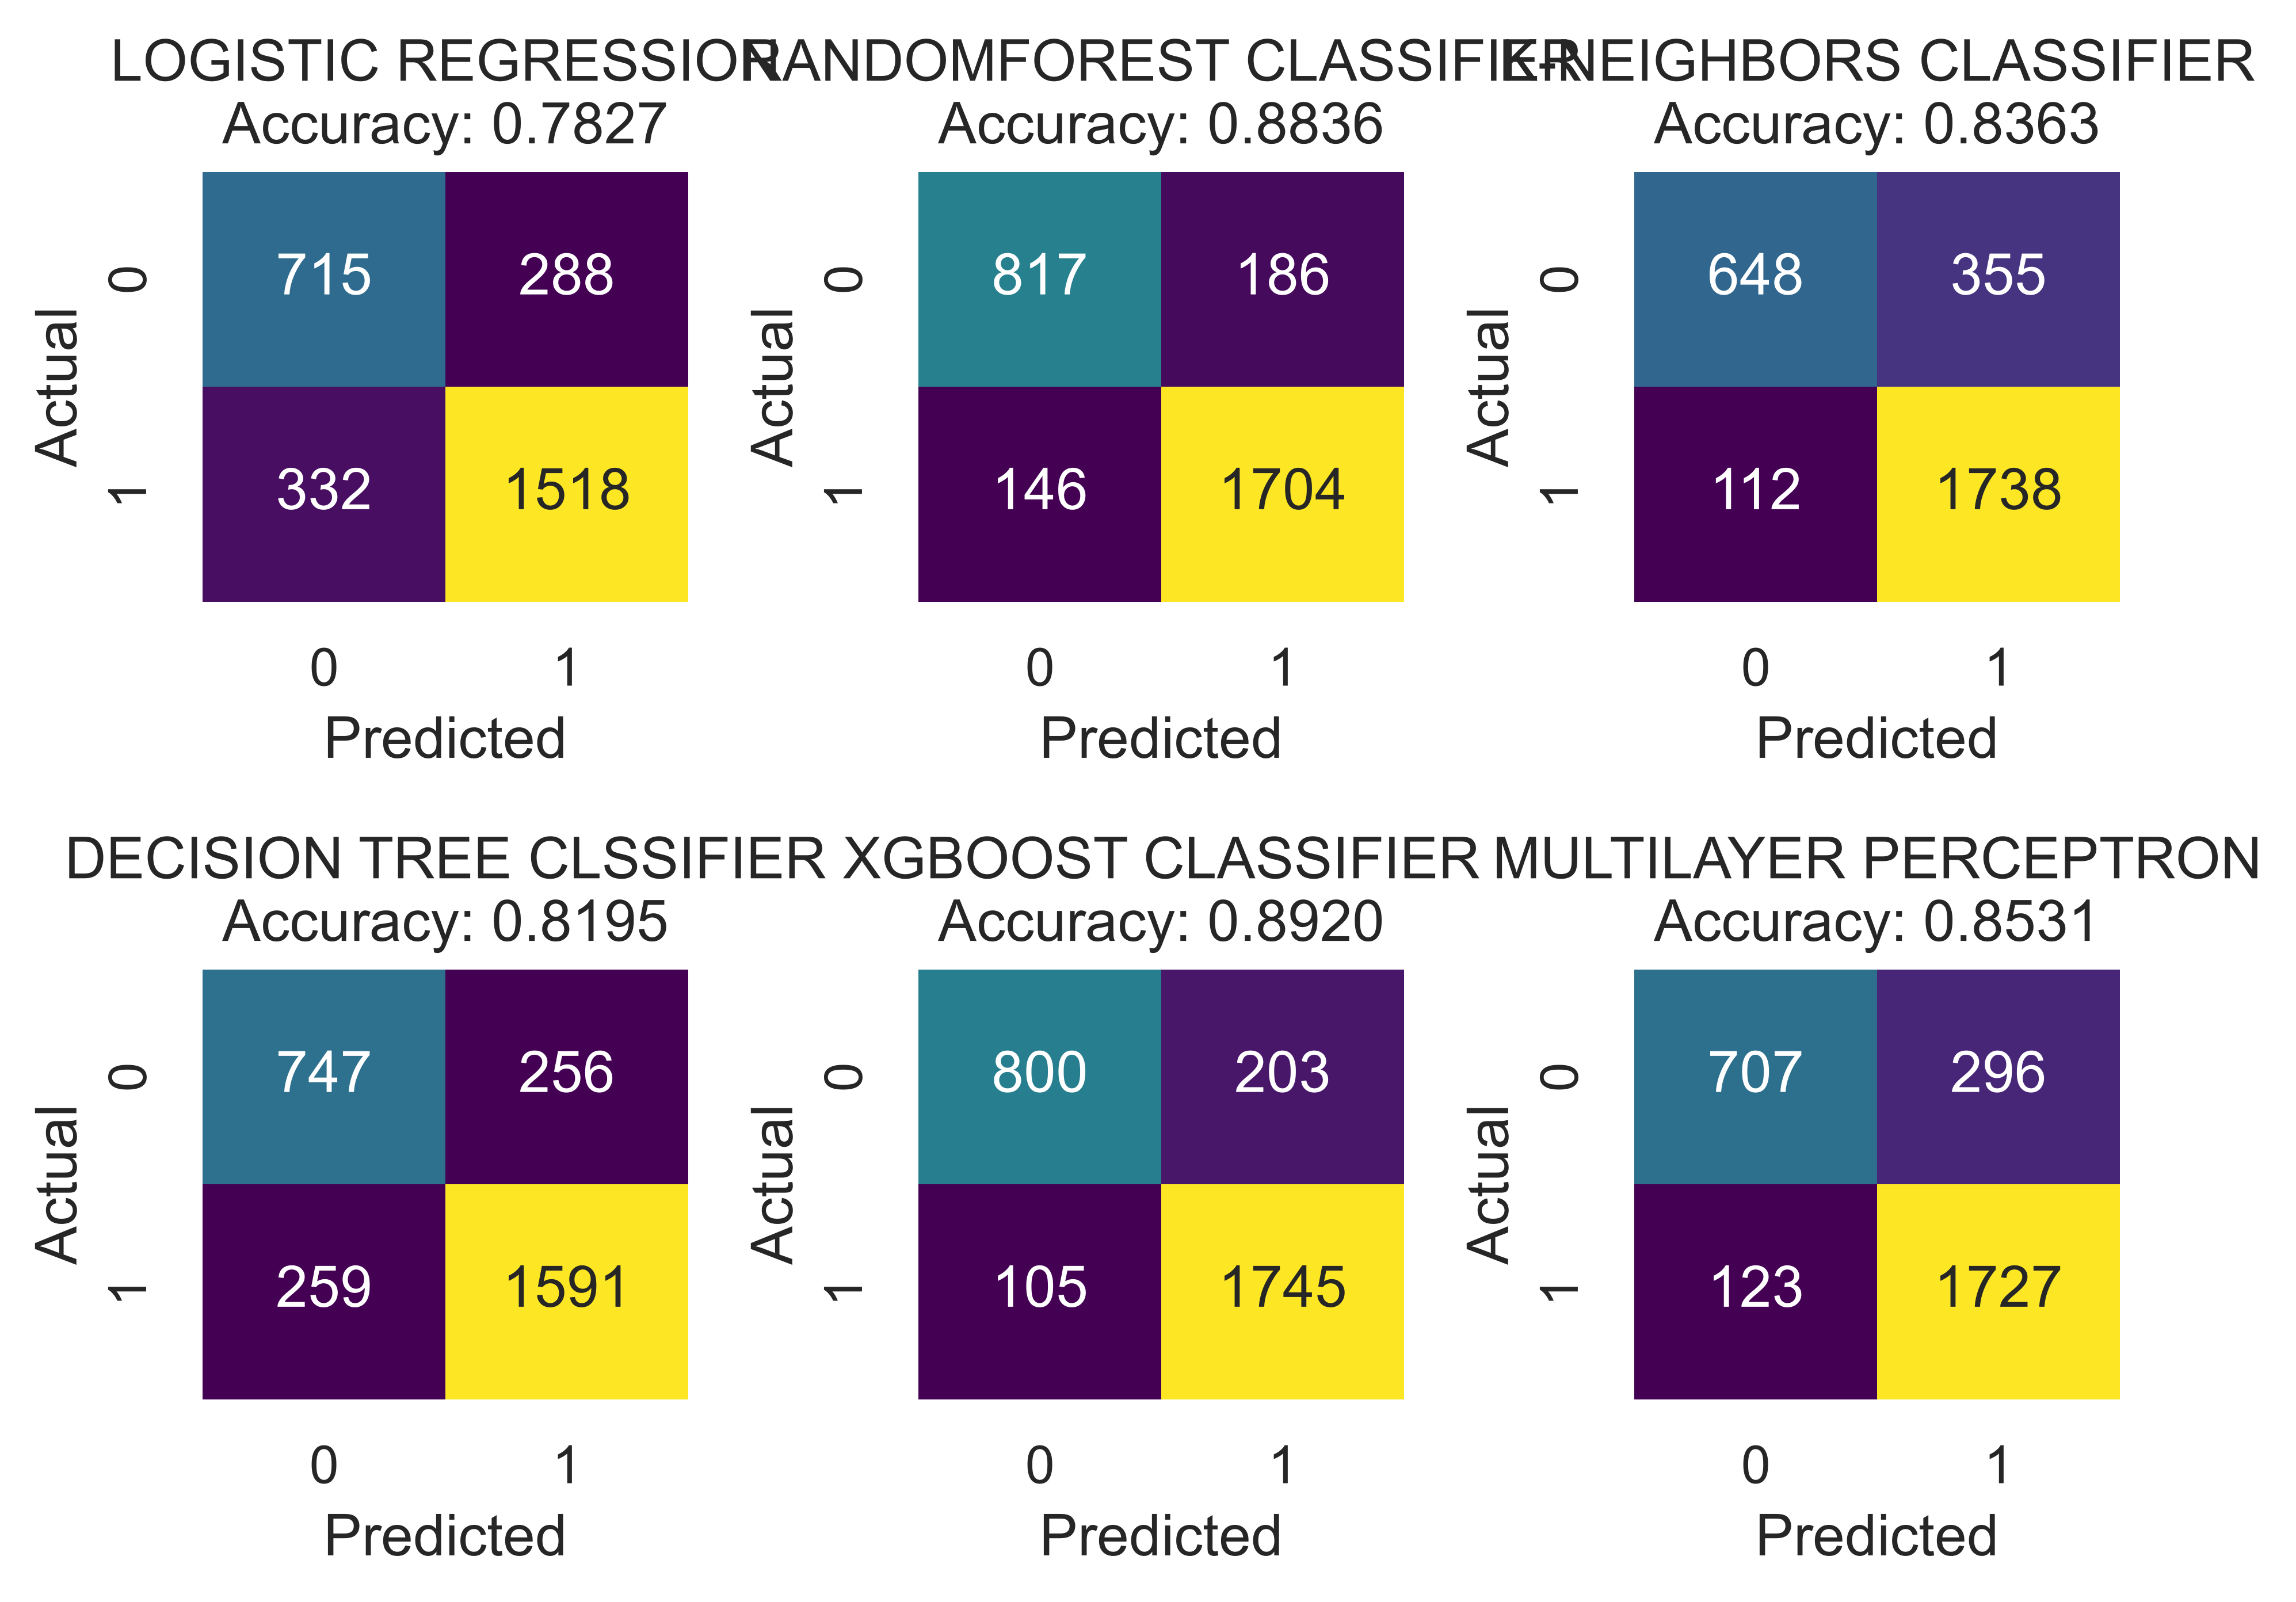 LOGISTIC REGRESSION
Accuracy: 0.7827
Actual
0
715
288
1
332
1518
0
1
Predicted
RANDOMFOREST CLASSIFIER
Accuracy: 0.8836
Actual
0
817
186
1
146
1704
0
1
Predicted
K-NEIGHBORS CLASSIFIER
Accuracy: 0.8363
Actual
0
648
355
1
112
1738
0
1
Predicted
DECISION TREE CLSSIFIER
Accuracy: 0.8195
Actual
0
747
256
1
259
1591
0
1
Predicted
XGBOOST CLASSIFIER
Accuracy: 0.8920
Actual
0
800
203
1
105
1745
0
1
Predicted
MULTILAYER PERCEPTRON
Accuracy: 0.8531
Actual
0
707
296
1
123
1727
0
1
Predicted